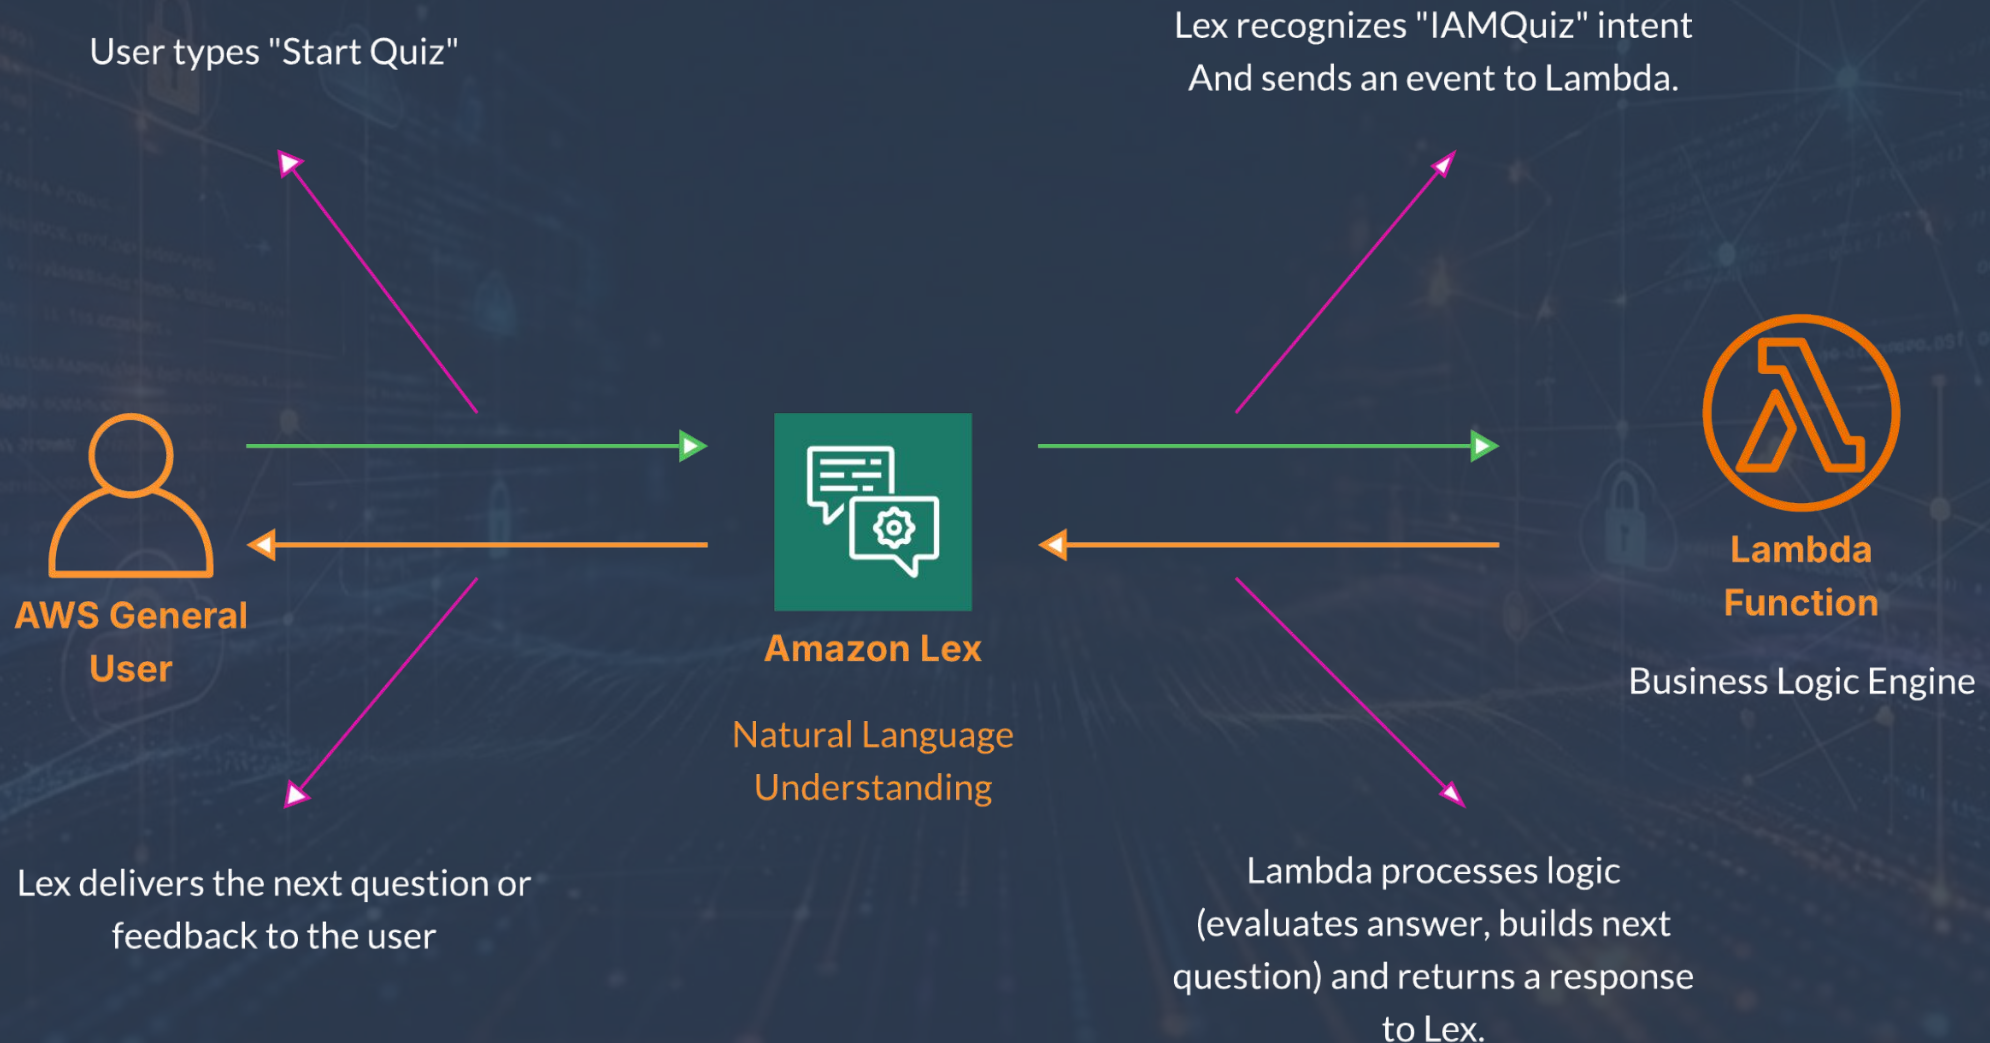 User types "Start Quiz"
Lex recognizes "IAMQuiz" intent
And sends an event to Lambda.
AWS General
User
Amazon Lex
Natural Language
Understanding
Lambda
Function
Business Logic Engine
Lex delivers the next question or
feedback to the user
Lambda processes logic
(evaluates answer, builds next
question) and returns a response
to Lex.